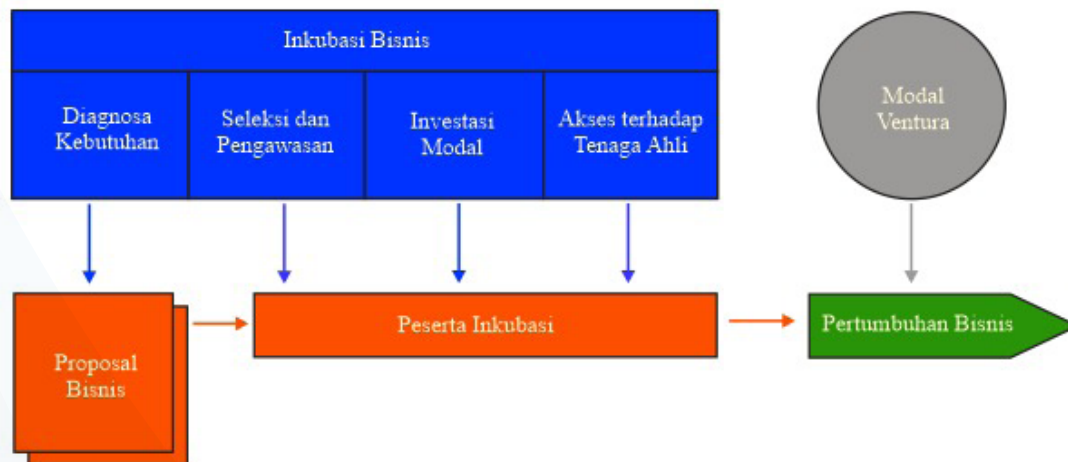 Inkubasi Bisnis
Diagnosa
Kebutuhan
Seleksi dan
Pengawasan
Investasi
Modal
Akses terhadap
Tenaga Ahli
Modal
Ventura
Proposal
Bisnis
Peserta Inkubasi
Pertumbuhan Bisnis